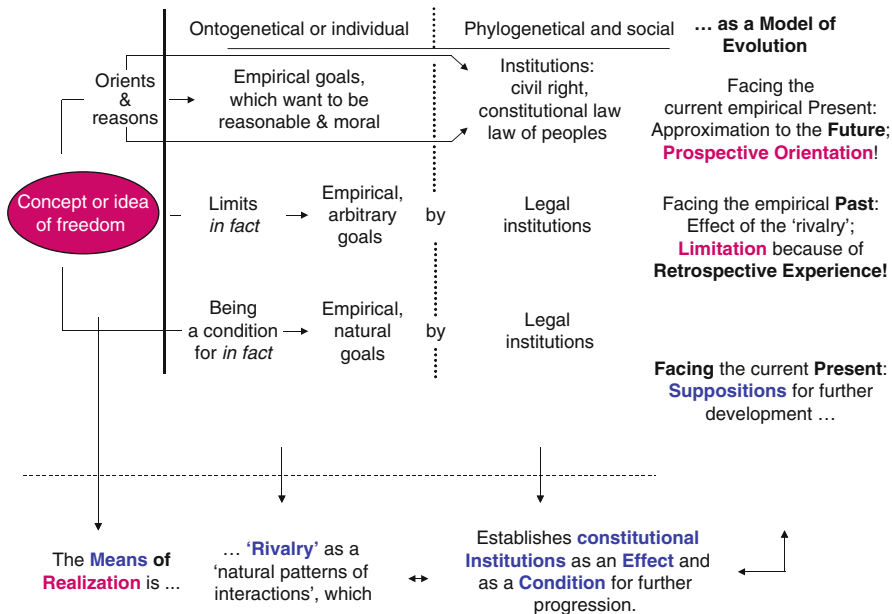 Ontogenetical or individual
Phylogenetical and social
… as a Model of
Evolution
Orients
&
reasons
Empirical goals,
which want to be
reasonable & moral
Institutions:
civil right,
constitutional law
law of peoples
Facing the
current empirical Present:
Approximation to the Future;
Prospective Orientation!
Concept or idea
of freedom
Limits
in fact
Empirical,
arbitrary
goals
by
Legal
institutions
Facing the empirical Past:
Effect of the ‘rivalry’;
Limitation because of
Retrospective Experience!
Being
a condition
for in fact
Empirical,
natural
goals
by
Legal
institutions
Facing the current Present:
Suppositions for further
development …
The Means of
Realization is ...
… ‘Rivalry’ as a
‘natural patterns of
interactions’, which
Establishes constitutional
Institutions as an Effect and
as a Condition for further
progression.